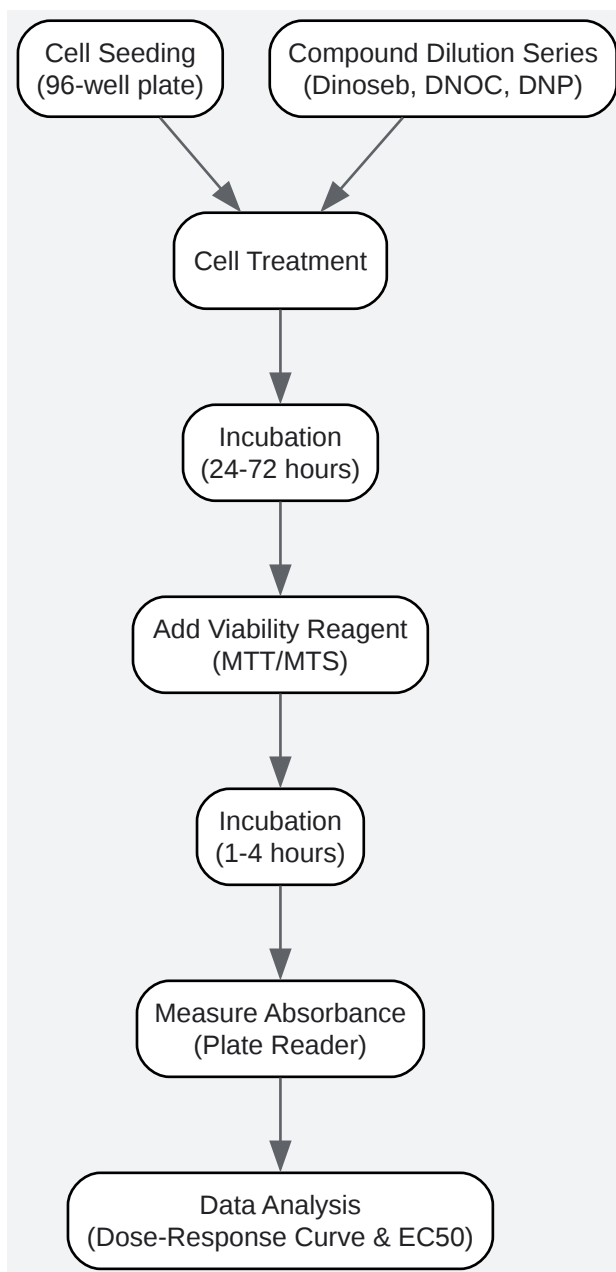 Cell Seeding
(96-well plate)
Compound Dilution Series
(Dinoseb, DNOC, DNP)
Cell Treatment
Incubation
(24-72 hours)
Add Viability Reagent
(MTT/MTS)
Incubation
(1-4 hours)
Measure Absorbance
(Plate Reader)
Data Analysis
(Dose-Response Curve & EC50)